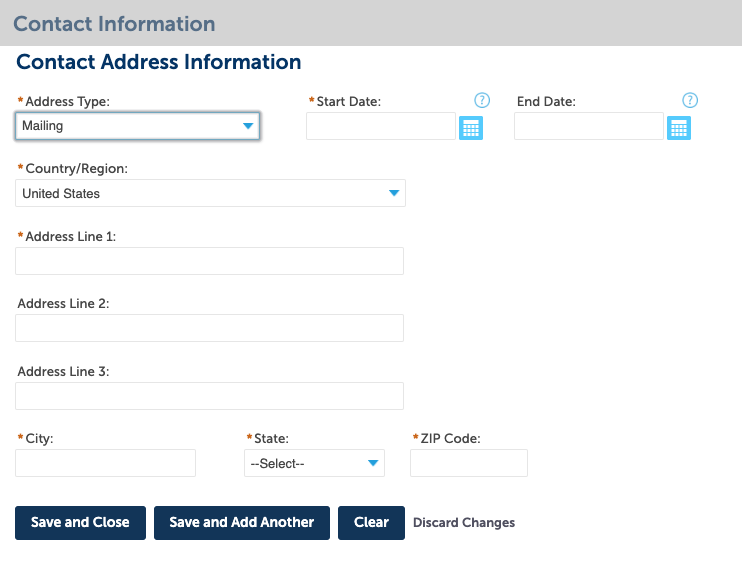 Contact Information
Contact Address Information
* Address Type: * Start Date: ? End Date: ?
Mailing
* Country/Region:
United States
* Address Line 1:
Address Line 2:
Address Line 3:
* City: * State: * ZIP Code:
--Select--
Save and Close Save and Add Another Clear Discard Changes